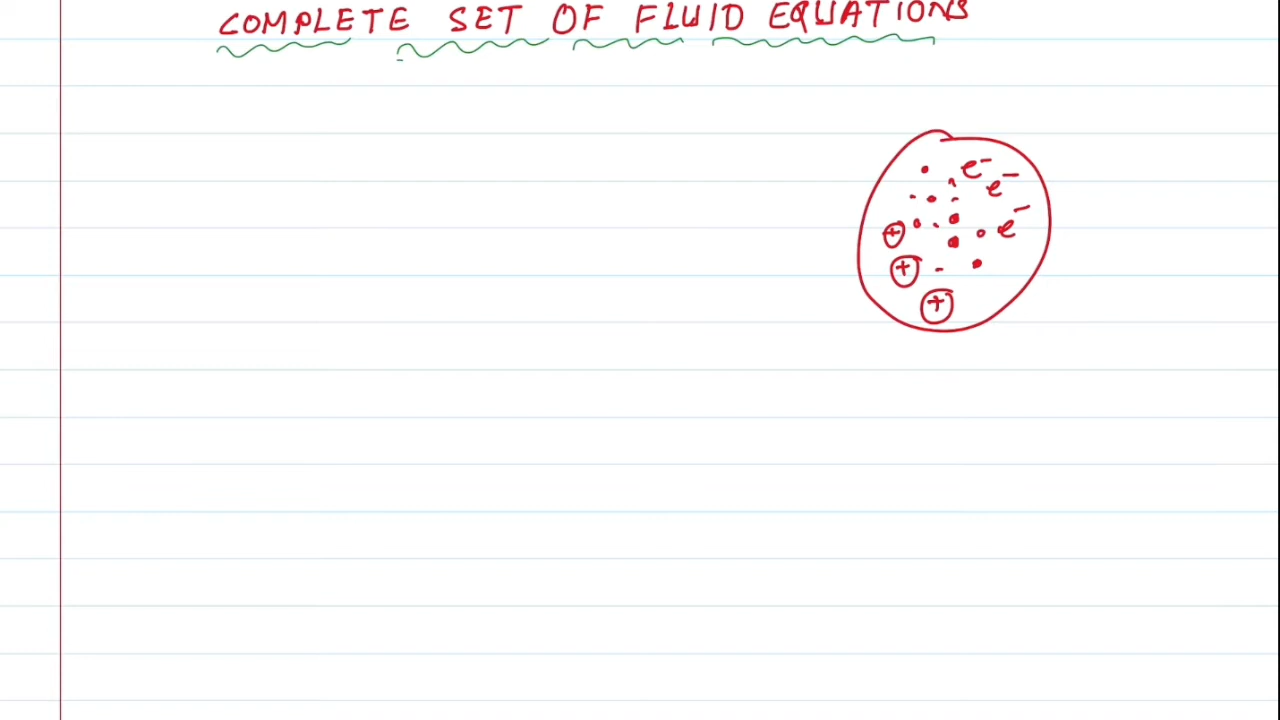 COMPLETE SET OF FLUID EQUATIONS
e⁻
e⁻
+ e⁻
+
+